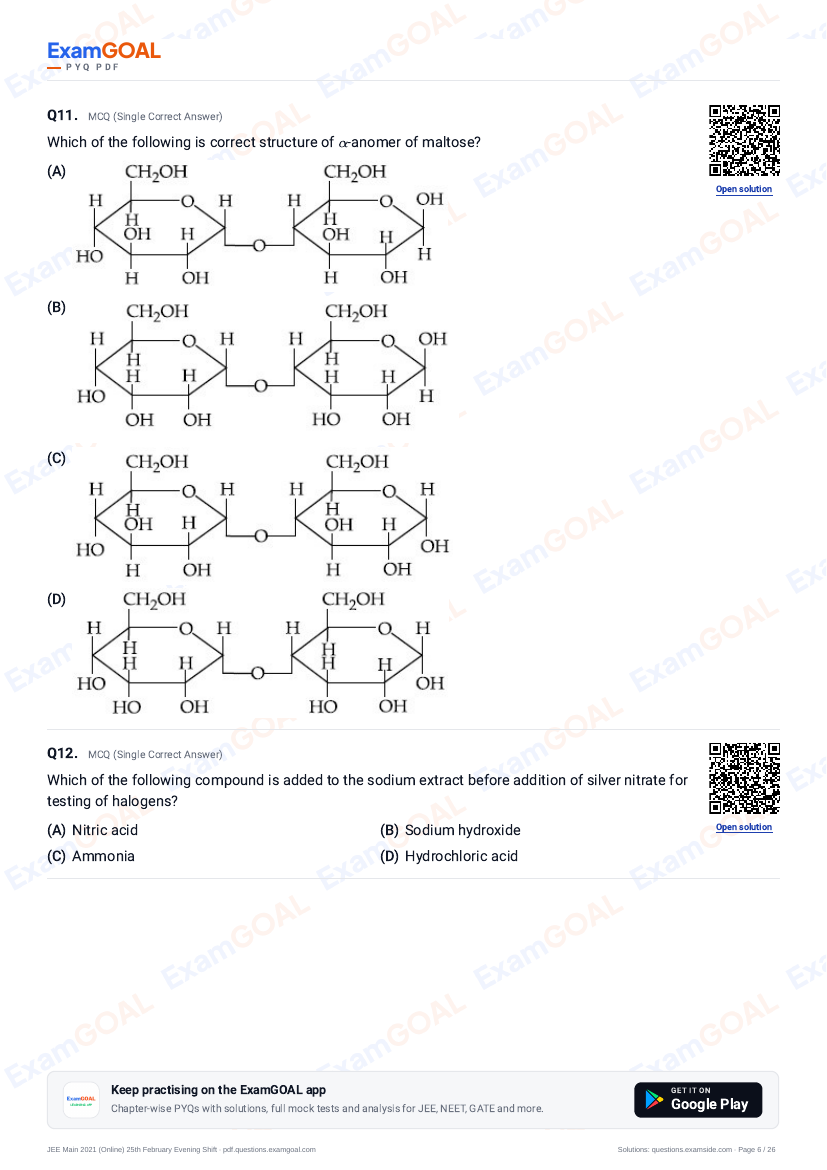 ExamGOAL
PYQ PDF
Q11. MCQ (Single Correct Answer)
Which of the following is correct structure of α-anomer of maltose?
Open solution
(A)
CH₂OH CH₂OH
H O H H O OH
H H
OH H OH H
HO O H
H OH H OH
(B)
CH₂OH CH₂OH
H O H H O OH
H H
H H H H
HO O H
OH OH HO OH
(C)
CH₂OH CH₂OH
H O H H O H
H H
OH H OH H
HO O OH
H OH H OH
(D)
CH₂OH CH₂OH
H O H H O H
H H
H H H H
HO O OH
HO OH HO OH
Q12. MCQ (Single Correct Answer)
Which of the following compound is added to the sodium extract before addition of silver nitrate for
testing of halogens?
Open solution
(A) Nitric acid (B) Sodium hydroxide
(C) Ammonia (D) Hydrochloric acid
ExamGOAL
Keep practising on the ExamGOAL app
Chapter-wise PYQs with solutions, full mock tests and analysis for JEE, NEET, GATE and more.
GET IT ON
Google Play
JEE Main 2021 (Online) 25th February Evening Shift · pdf.questions.examgoal.com Solutions: questions.examside.com · Page 6 / 26